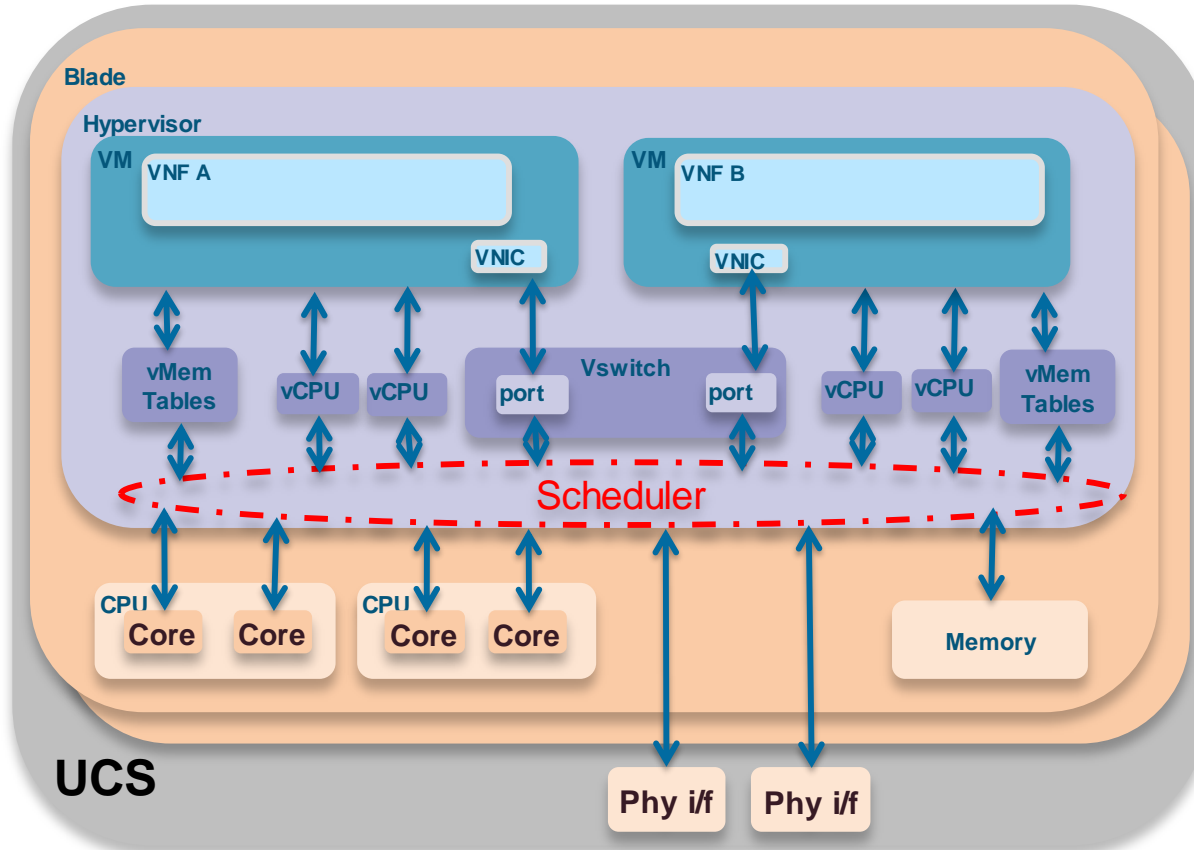 Blade
Hypervisor
VM
VNF A
VNIC
VM
VNF B
VNIC
vMem
Tables
vCPU
vCPU
Vswitch
port
port
vCPU
vCPU
vMem
Tables
Scheduler
CPU
Core
Core
CPU
Core
Core
Memory
UCS
Phy i/f
Phy i/f